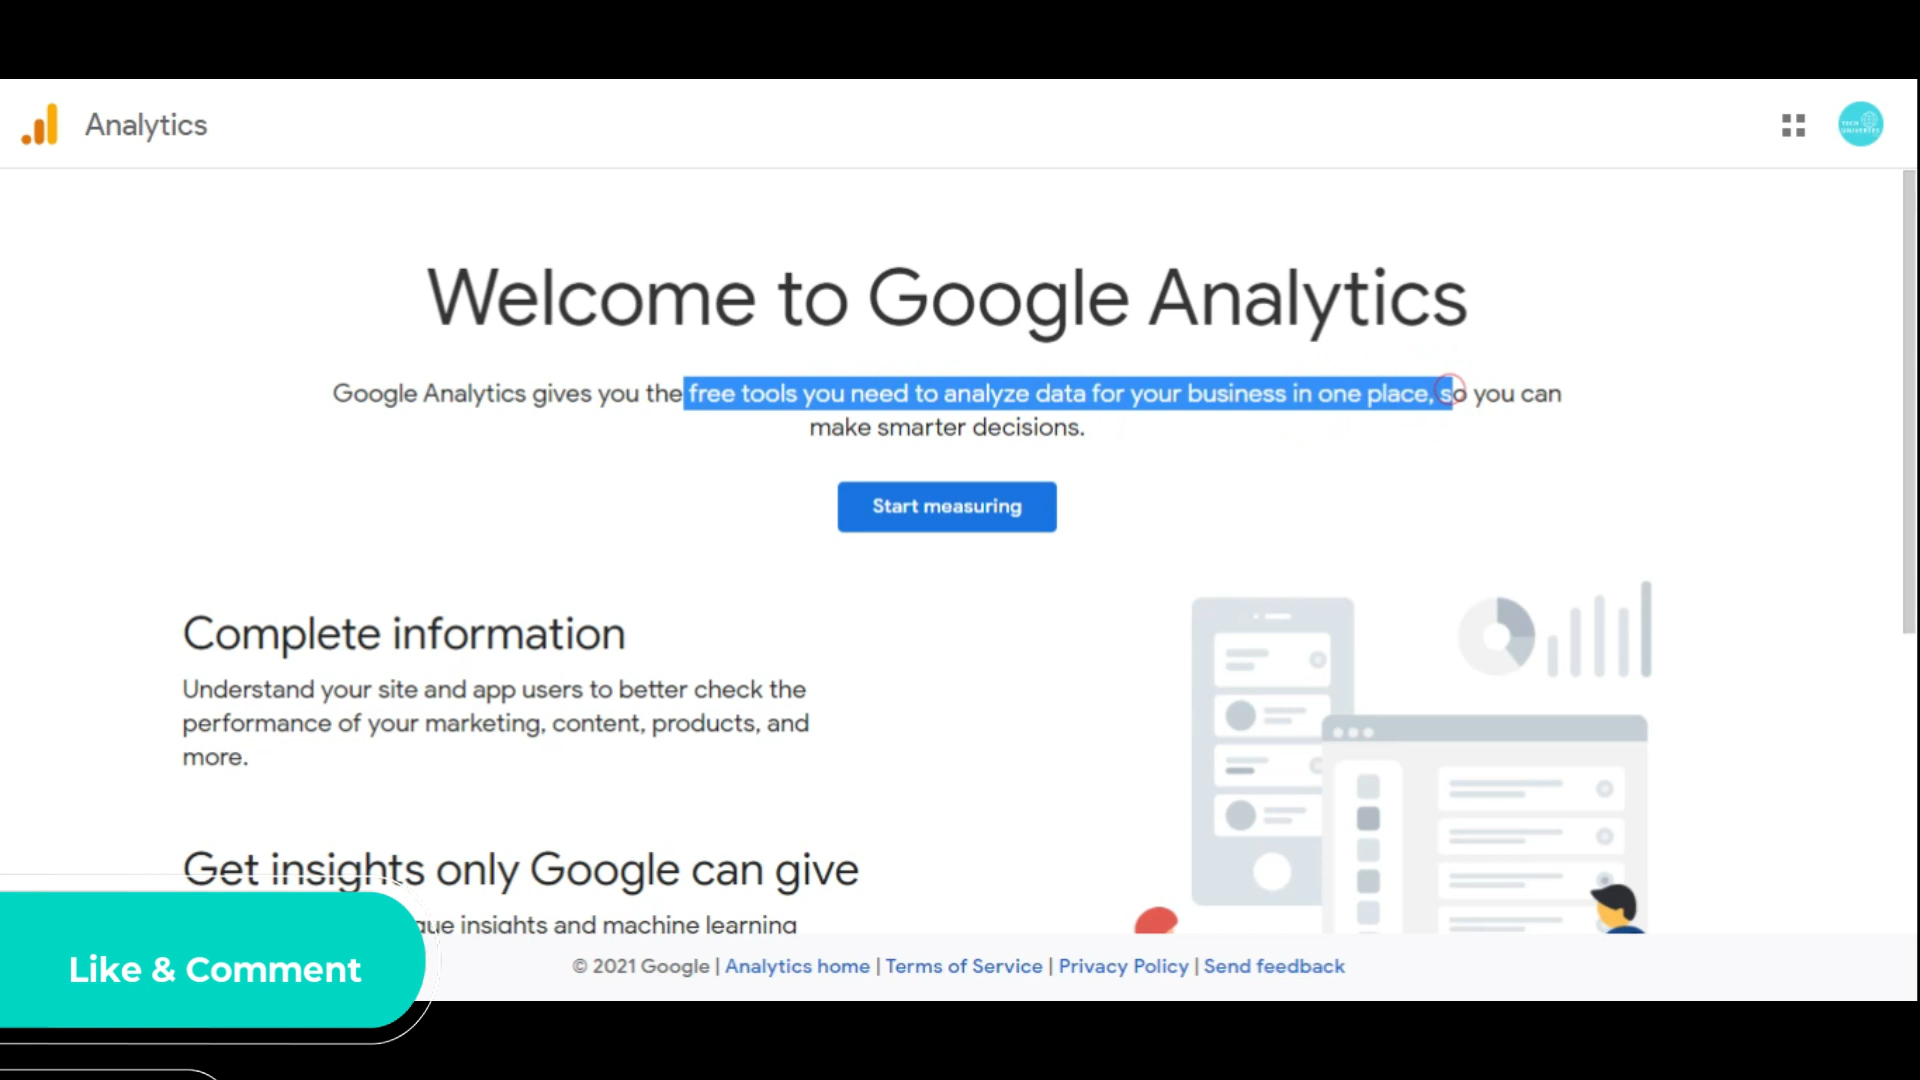 Analytics
TECH
UNIVERTES
Welcome to Google Analytics
Google Analytics gives you the free tools you need to analyze data for your business in one place, so you can
make smarter decisions.
Start measuring
Complete information
Understand your site and app users to better check the
performance of your marketing, content, products, and
more.
Get insights only Google can give
insights and machine learning
Like & Comment
© 2021 Google | Analytics home | Terms of Service | Privacy Policy | Send feedback